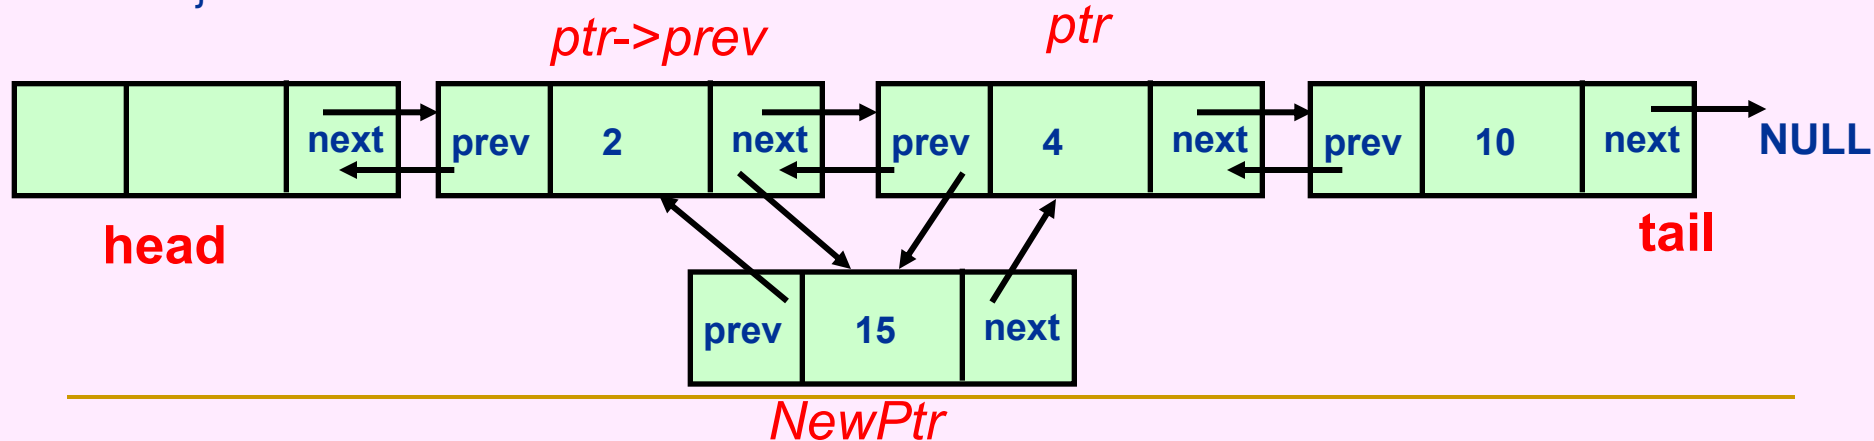 ptr->prev
ptr
next prev 2 next prev 4 next prev 10 next NULL
head
tail
prev 15 next
NewPtr